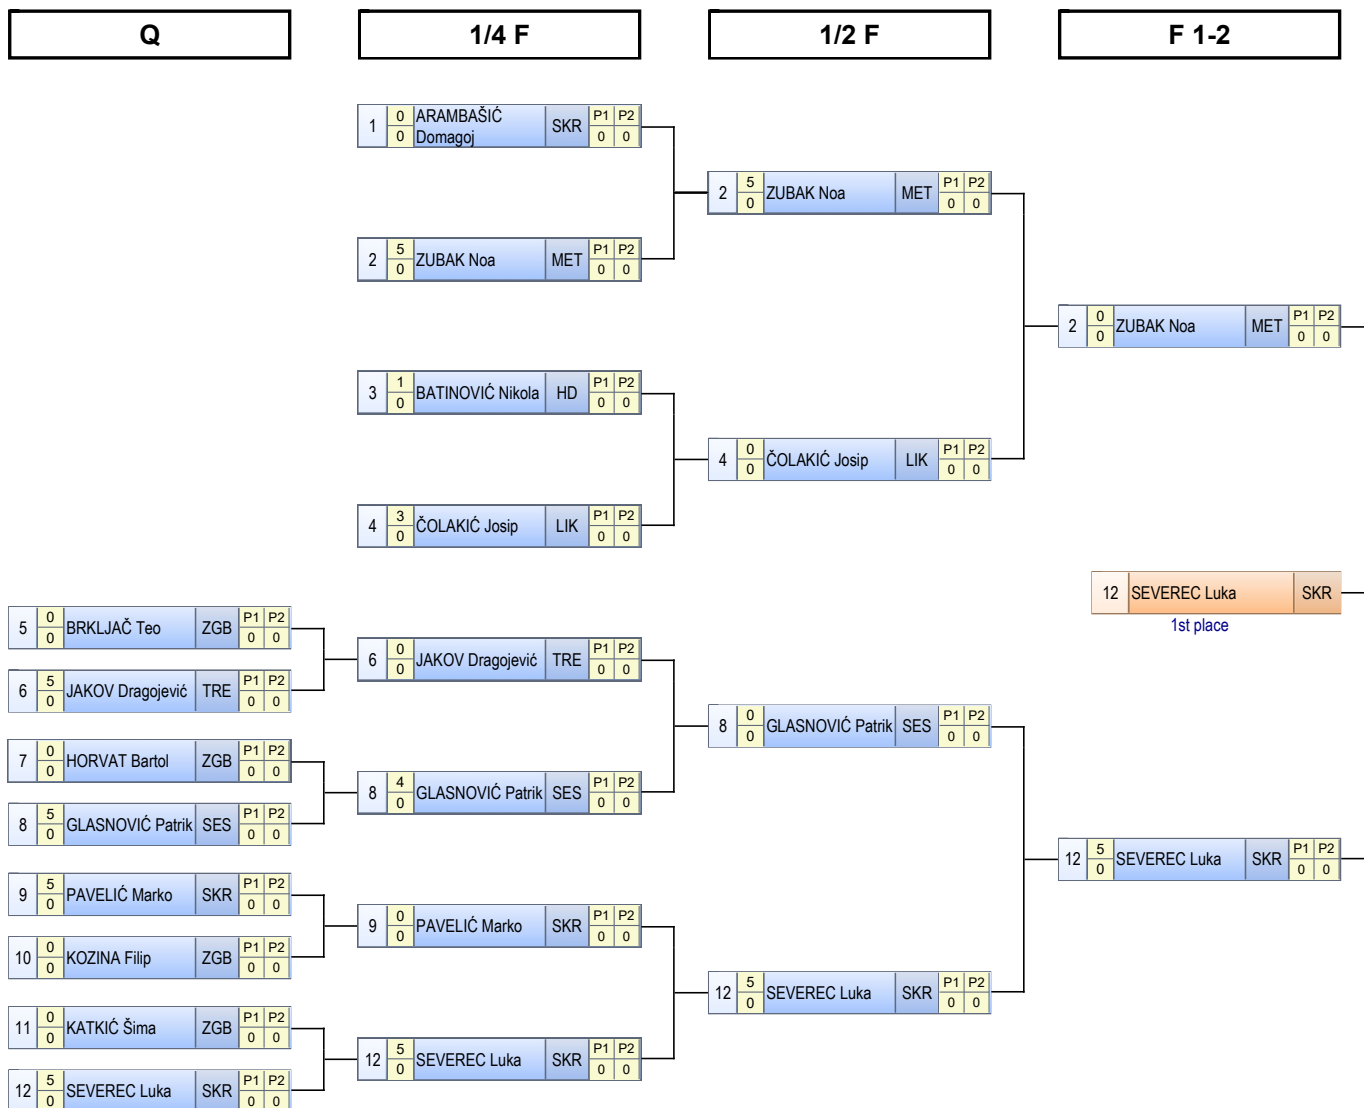 Q
1/4 F
1/2 F
F 1-2
1 0 ARAMBAŠIĆ SKR P1 P2
0 Domagoj 0 0
2 5 ZUBAK Noa MET P1 P2
0 0 0
2 5 ZUBAK Noa MET P1 P2
0 0 0
2 0 ZUBAK Noa MET P1 P2
0 0 0
3 1 BATINOVIĆ Nikola HD P1 P2
0 0 0
4 0 ČOLAKIĆ Josip LIK P1 P2
0 0 0
4 3 ČOLAKIĆ Josip LIK P1 P2
0 0 0
12 SEVEREC Luka SKR
1st place
5 0 BRKLJAČ Teo ZGB P1 P2
0 0 0
6 0 JAKOV Dragojević TRE P1 P2
0 0 0
6 5 JAKOV Dragojević TRE P1 P2
0 0 0
8 0 GLASNOVIĆ Patrik SES P1 P2
0 0 0
7 0 HORVAT Bartol ZGB P1 P2
0 0 0
8 4 GLASNOVIĆ Patrik SES P1 P2
0 0 0
8 5 GLASNOVIĆ Patrik SES P1 P2
0 0 0
12 5 SEVEREC Luka SKR P1 P2
0 0 0
9 5 PAVELIĆ Marko SKR P1 P2
0 0 0
9 0 PAVELIĆ Marko SKR P1 P2
0 0 0
10 0 KOZINA Filip ZGB P1 P2
0 0 0
12 5 SEVEREC Luka SKR P1 P2
0 0 0
11 0 KATKIĆ Šima ZGB P1 P2
0 0 0
12 5 SEVEREC Luka SKR P1 P2
0 0 0
12 5 SEVEREC Luka SKR P1 P2
0 0 0